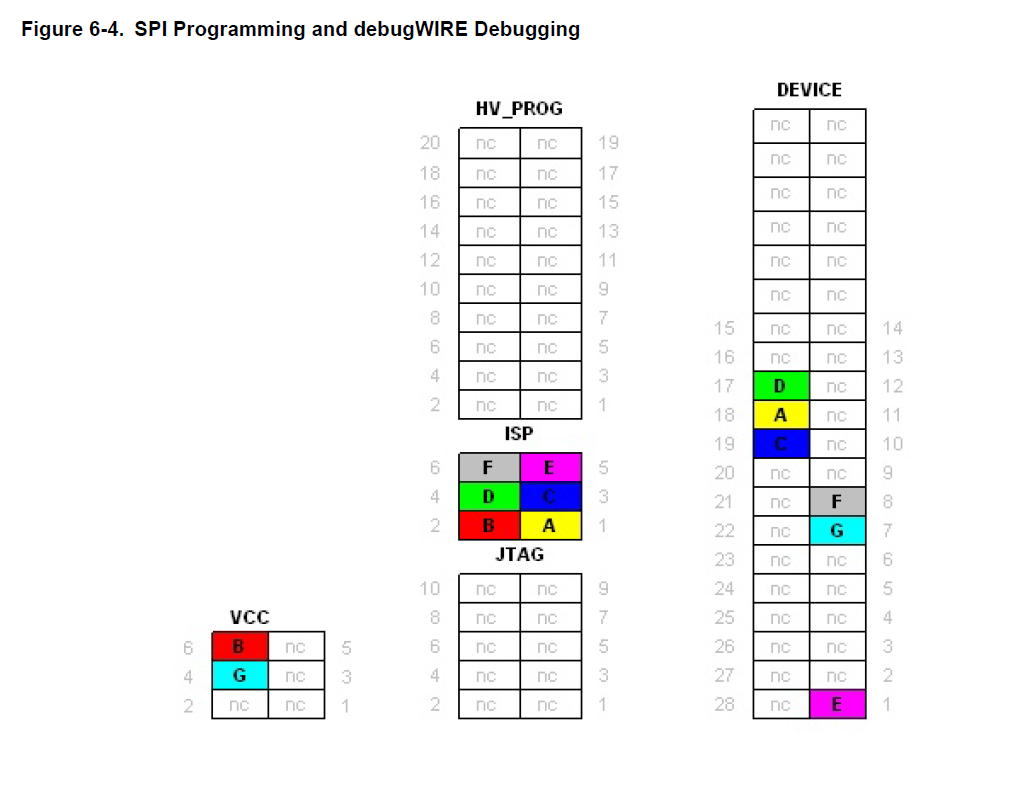 Figure 6-4. SPI Programming and debugWIRE Debugging
HV_PROG
20 nc nc 19
18 nc nc 17
16 nc nc 15
14 nc nc 13
12 nc nc 11
10 nc nc 9
8 nc nc 7
6 nc nc 5
4 nc nc 3
2 nc nc 1
ISP
6 F E 5
4 D C 3
2 B A 1
JTAG
10 nc nc 9
8 nc nc 7
6 nc nc 5
4 nc nc 3
2 nc nc 1
VCC
6 B nc 5
4 G nc 3
2 nc nc 1
DEVICE
nc nc
nc nc
nc nc
nc nc
nc nc
nc nc
15 nc nc 14
16 nc nc 13
17 D nc 12
18 A nc 11
19 C nc 10
20 nc nc 9
21 nc F 8
22 nc G 7
23 nc nc 6
24 nc nc 5
25 nc nc 4
26 nc nc 3
27 nc nc 2
28 nc E 1